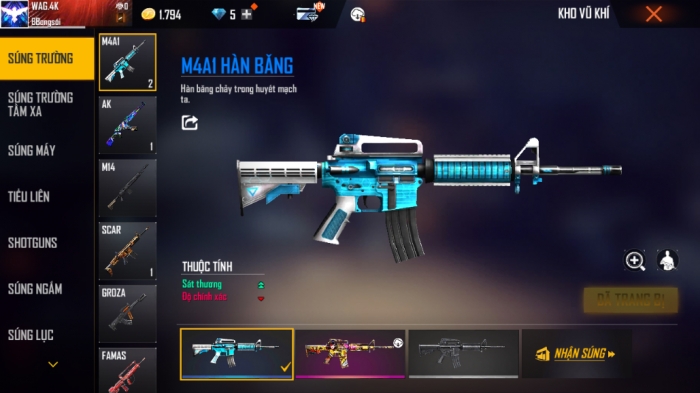 WAG.4K
GBangsói
0
1.794
5
NEW
KHO VŨ KHÍ
SÚNG TRƯỜNG
SÚNG TRƯỜNG
TẦM XA
SÚNG MÁY
TIỂU LIÊN
SHOTGUNS
SÚNG NGẮM
SÚNG LỤC
M4A1
2
AK
1
M14
SCAR
1
GROZA
FAMAS
M4A1 HÀN BĂNG
Hàn băng chảy trong huyết mạch
ta.
THUỘC TÍNH
Sát thương
Độ chính xác
ĐÃ TRANG BỊ
NHẬN SÚNG